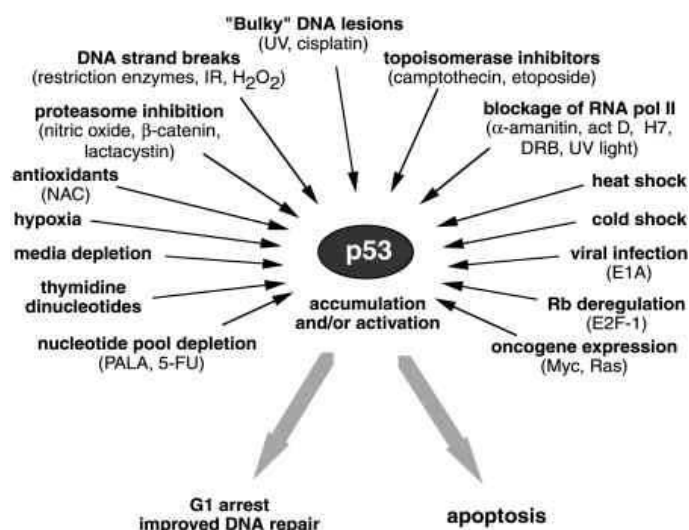 "Bulky" DNA lesions
(UV, cisplatin)
DNA strand breaks
(restriction enzymes, IR, H2O2)
topoisomerase inhibitors
(camptothecin, etoposide)
proteasome inhibition
(nitric oxide, β-catenin,
lactacystin)
blockage of RNA pol II
(α-amanitin, act D, H7,
DRB, UV light)
antioxidants
(NAC)
heat shock
hypoxia
cold shock
p53
media depletion
viral infection
(E1A)
thymidine
dinucleotides
Rb deregulation
(E2F-1)
accumulation
and/or activation
nucleotide pool depletion
(PALA, 5-FU)
oncogene expression
(Myc, Ras)
G1 arrest
improved DNA repair
apoptosis